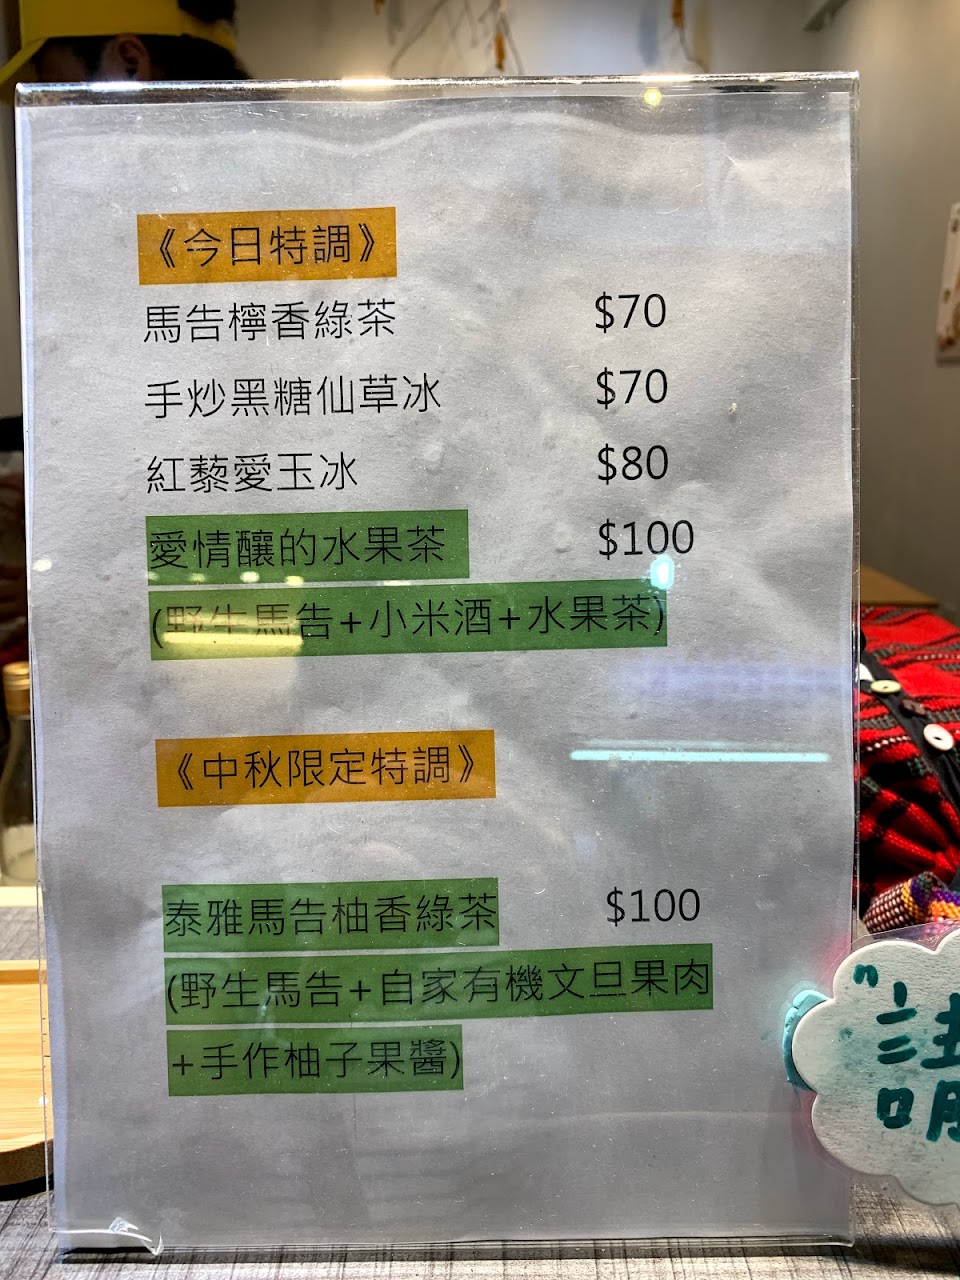 《今日特調》
馬告檸香綠茶 $70
手炒黑糖仙草冰 $70
紅藜愛玉冰 $80
愛情釀的水果茶 $100
(野生馬告+小米酒+水果茶)
《中秋限定特調》
泰雅馬告柚香綠茶 $100
(野生馬告+自家有機文旦果肉
+手作柚子果醬)
請